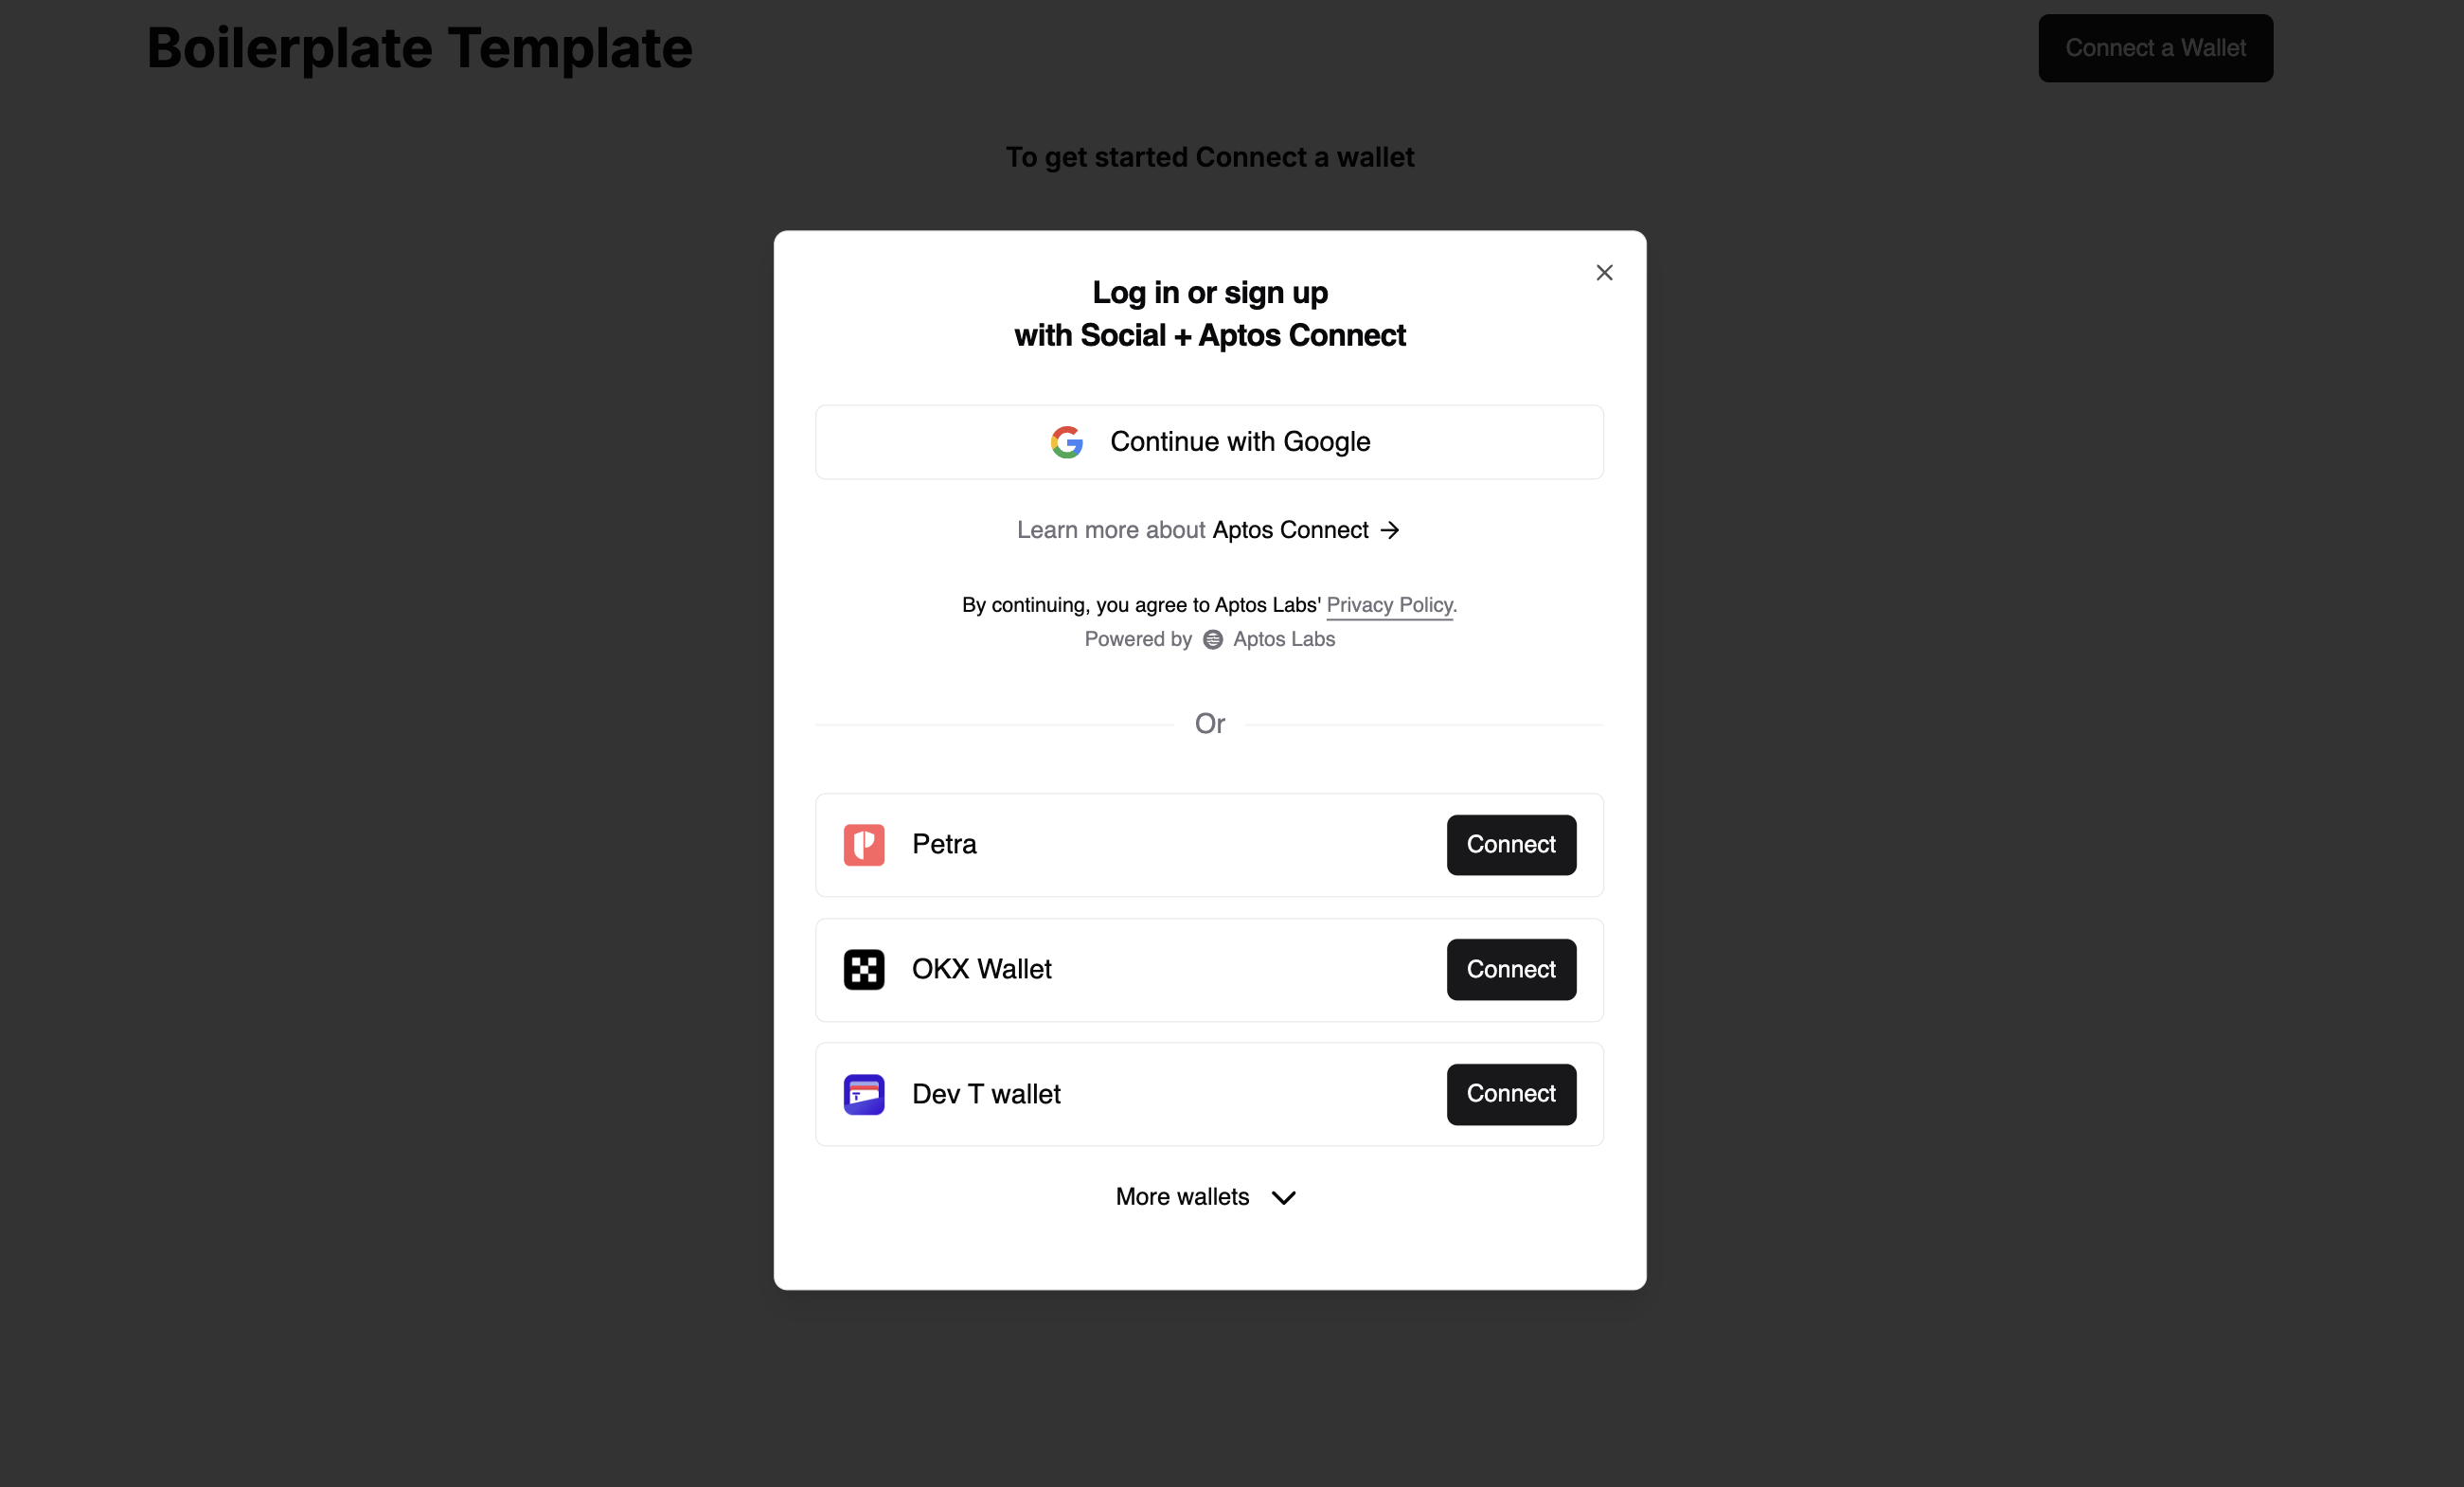 Boilerplate Template
Connect a Wallet
To get started Connect a wallet
Log in or sign up
with Social + Aptos Connect
Continue with Google
Learn more about Aptos Connect →
By continuing, you agree to Aptos Labs' Privacy Policy.
Powered by Aptos Labs
Or
Petra
Connect
OKX Wallet
Connect
Dev T wallet
Connect
More wallets